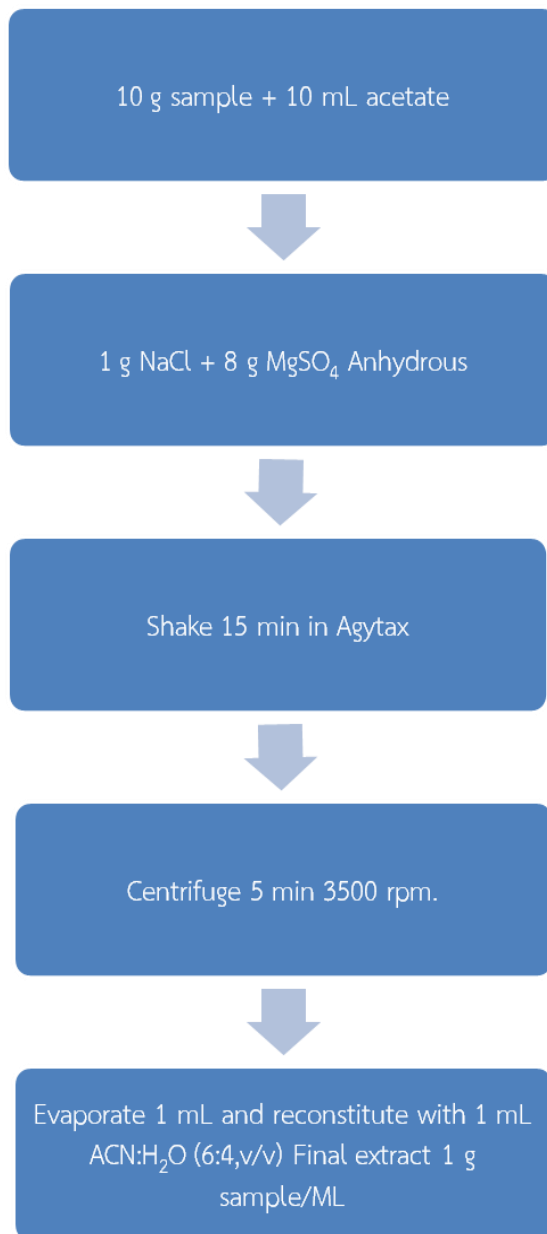 10 g sample + 10 mL acetate
1 g NaCl + 8 g MgSO₄ Anhydrous
Shake 15 min in Agytax
Centrifuge 5 min 3500 rpm.
Evaporate 1 mL and reconstitute with 1 mL
ACN:H₂O (6:4,v/v) Final extract 1 g
sample/ML